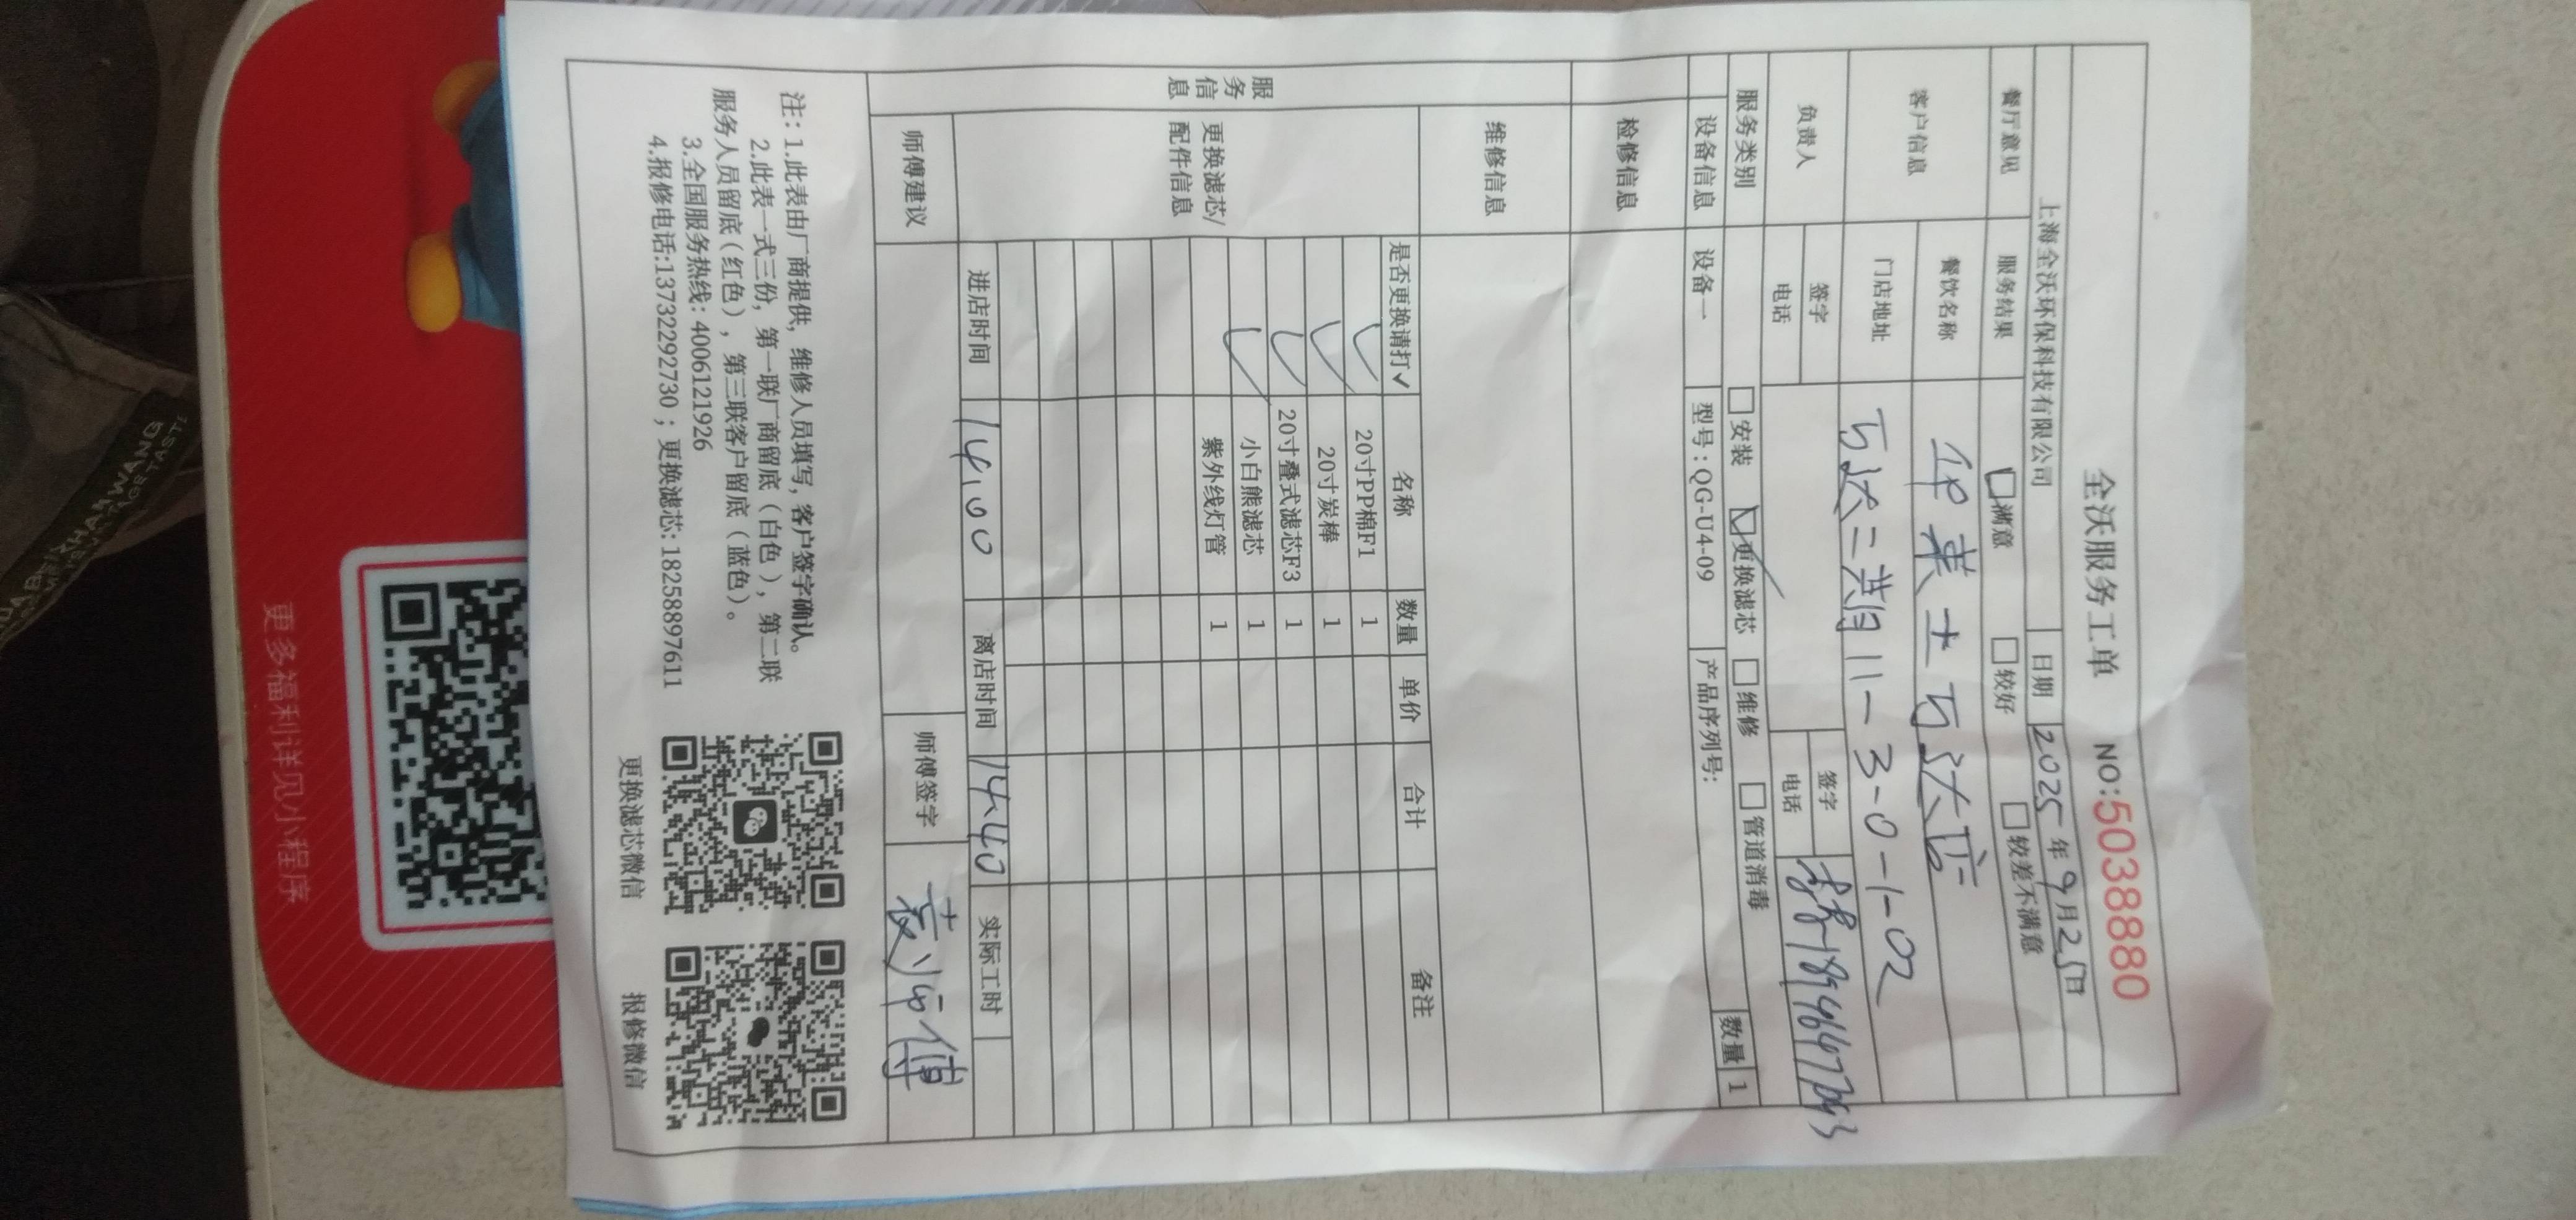 全沃服务工单 NO:5038880
上海全沃环保科技有限公司 日期 2025年9月25日
餐厅意见 服务结果 满意 较好 较差不满意
客户信息 餐饮名称 华莱士万达店
门店地址 万达二期11-3-0-1-02
负责人 签字 签字
电话 电话
服务类别 安装 更换滤芯 维修 管道消毒
设备信息 设备一 型号:QG-U4-09 产品序列号: 数量 1
检修信息
维修信息
服务信息
更换滤芯/配件信息
是否更换请打✓ 名称 数量 单价 合计 备注
✓ 20寸PP棉F1 1
✓ 20寸炭棒 1
✓ 20寸叠式滤芯F3 1
✓ 小白熊滤芯 1
紫外线灯管 1
进店时间 14:00 离店时间 14:40 实际工时
师傅建议 师傅签字 袁师傅
注:1.此表由厂商提供,维修人员填写,客户签字确认。
2.此表一式三份,第一联厂商留底(白色),第二联
服务人员留底(红色),第三联客户留底(蓝色)。
3.全国服务热线:4006121926
4.报修电话:13732292730;更换滤芯:18258897611
更换滤芯微信 报修微信
更多福利详见小程序